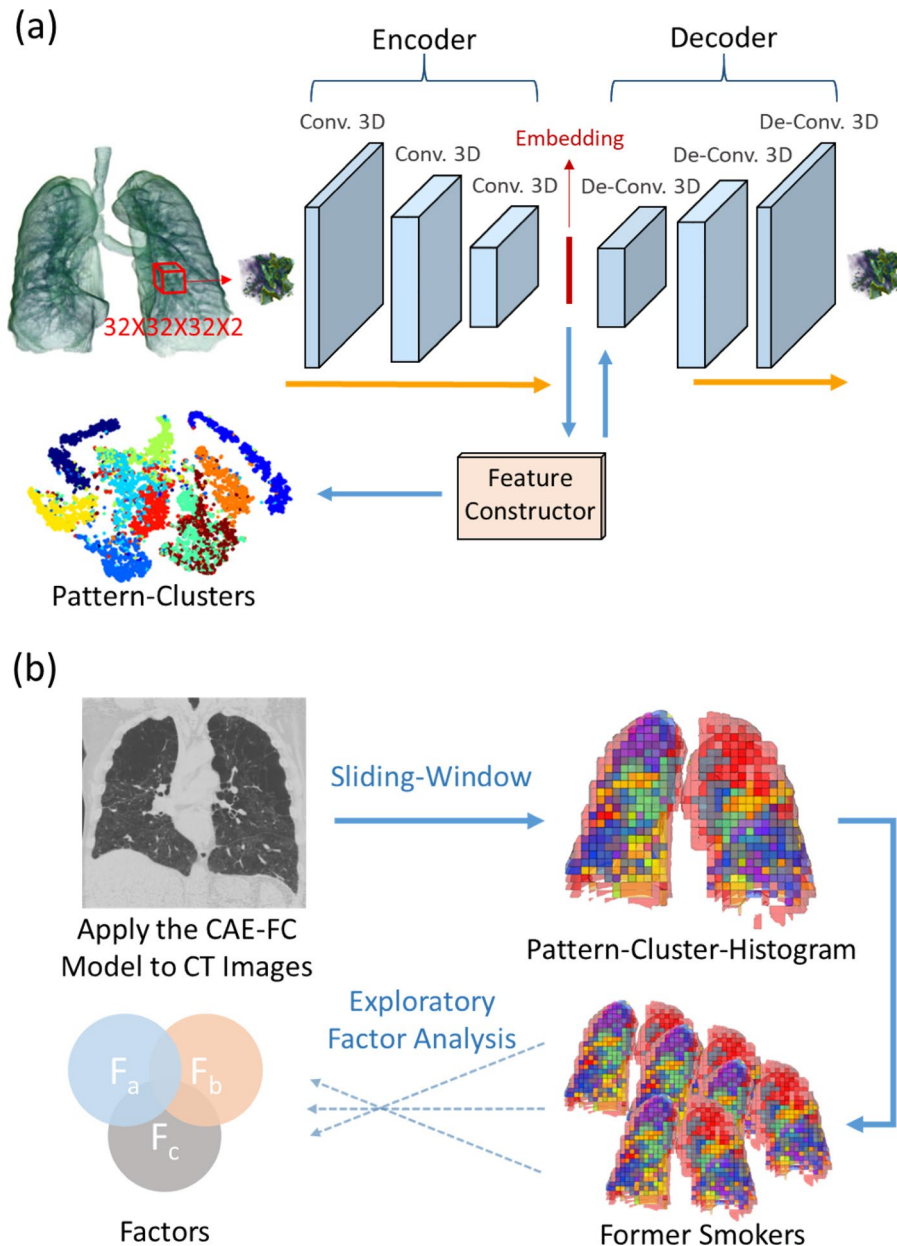 (a)
Encoder
Decoder
Conv. 3D
Conv. 3D
Conv. 3D
Embedding
De-Conv. 3D
De-Conv. 3D
De-Conv. 3D
32X32X32X2
Feature
Constructor
Pattern-Clusters
(b)
Sliding-Window
Apply the CAE-FC
Model to CT Images
Pattern-Cluster-Histogram
Exploratory
Factor Analysis
Fa
Fb
Fc
Factors
Former Smokers